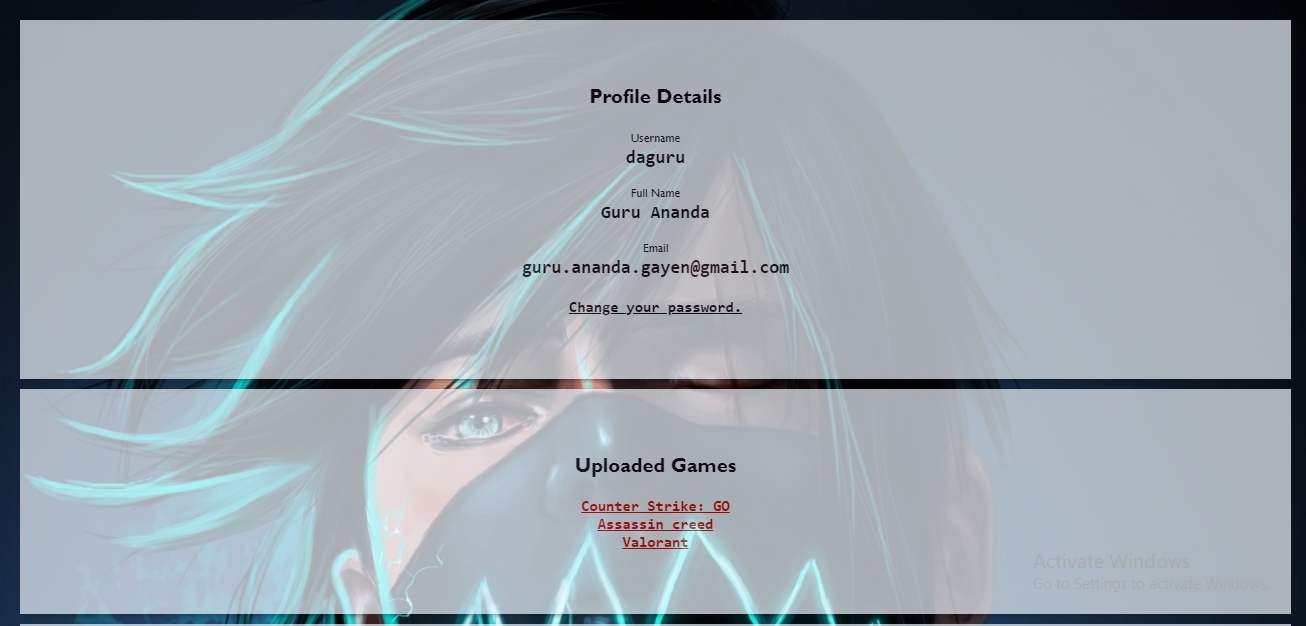 Profile Details
Username
daguru
Full Name
Guru Ananda
Email
guru.ananda.gayen@gmail.com
Change your password.
Uploaded Games
Counter Strike: GO
Assassin creed
Valorant
Activate Windows
Go to Settings to activate Windows.